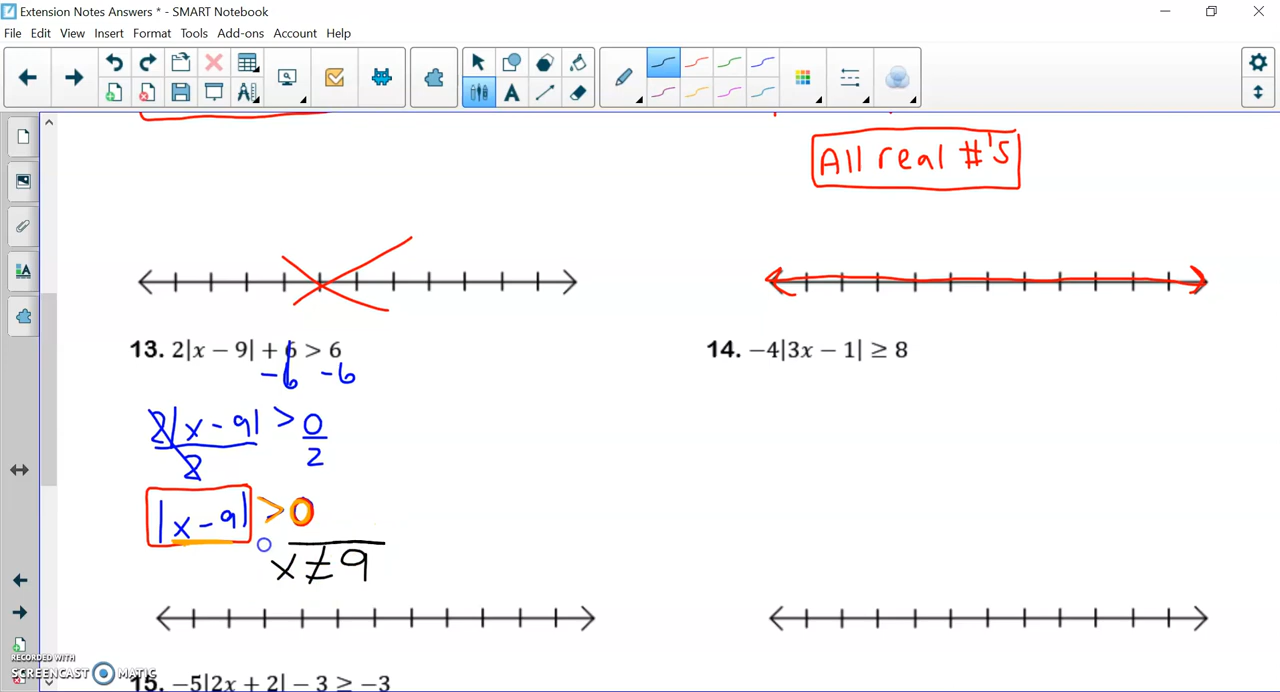 Extension Notes Answers * - SMART Notebook
File Edit View Insert Format Tools Add-ons Account Help
All real #'s
13. 2|x − 9| + 6 > 6
-6 -6
2|x - 9| > 0
2 2
|x - 9| > 0
x ≠ 9
14. −4|3x − 1| ≥ 8
15. −5|2x + 2| − 3 ≥ −3
RECORDED WITH
SCREENCAST MATIC